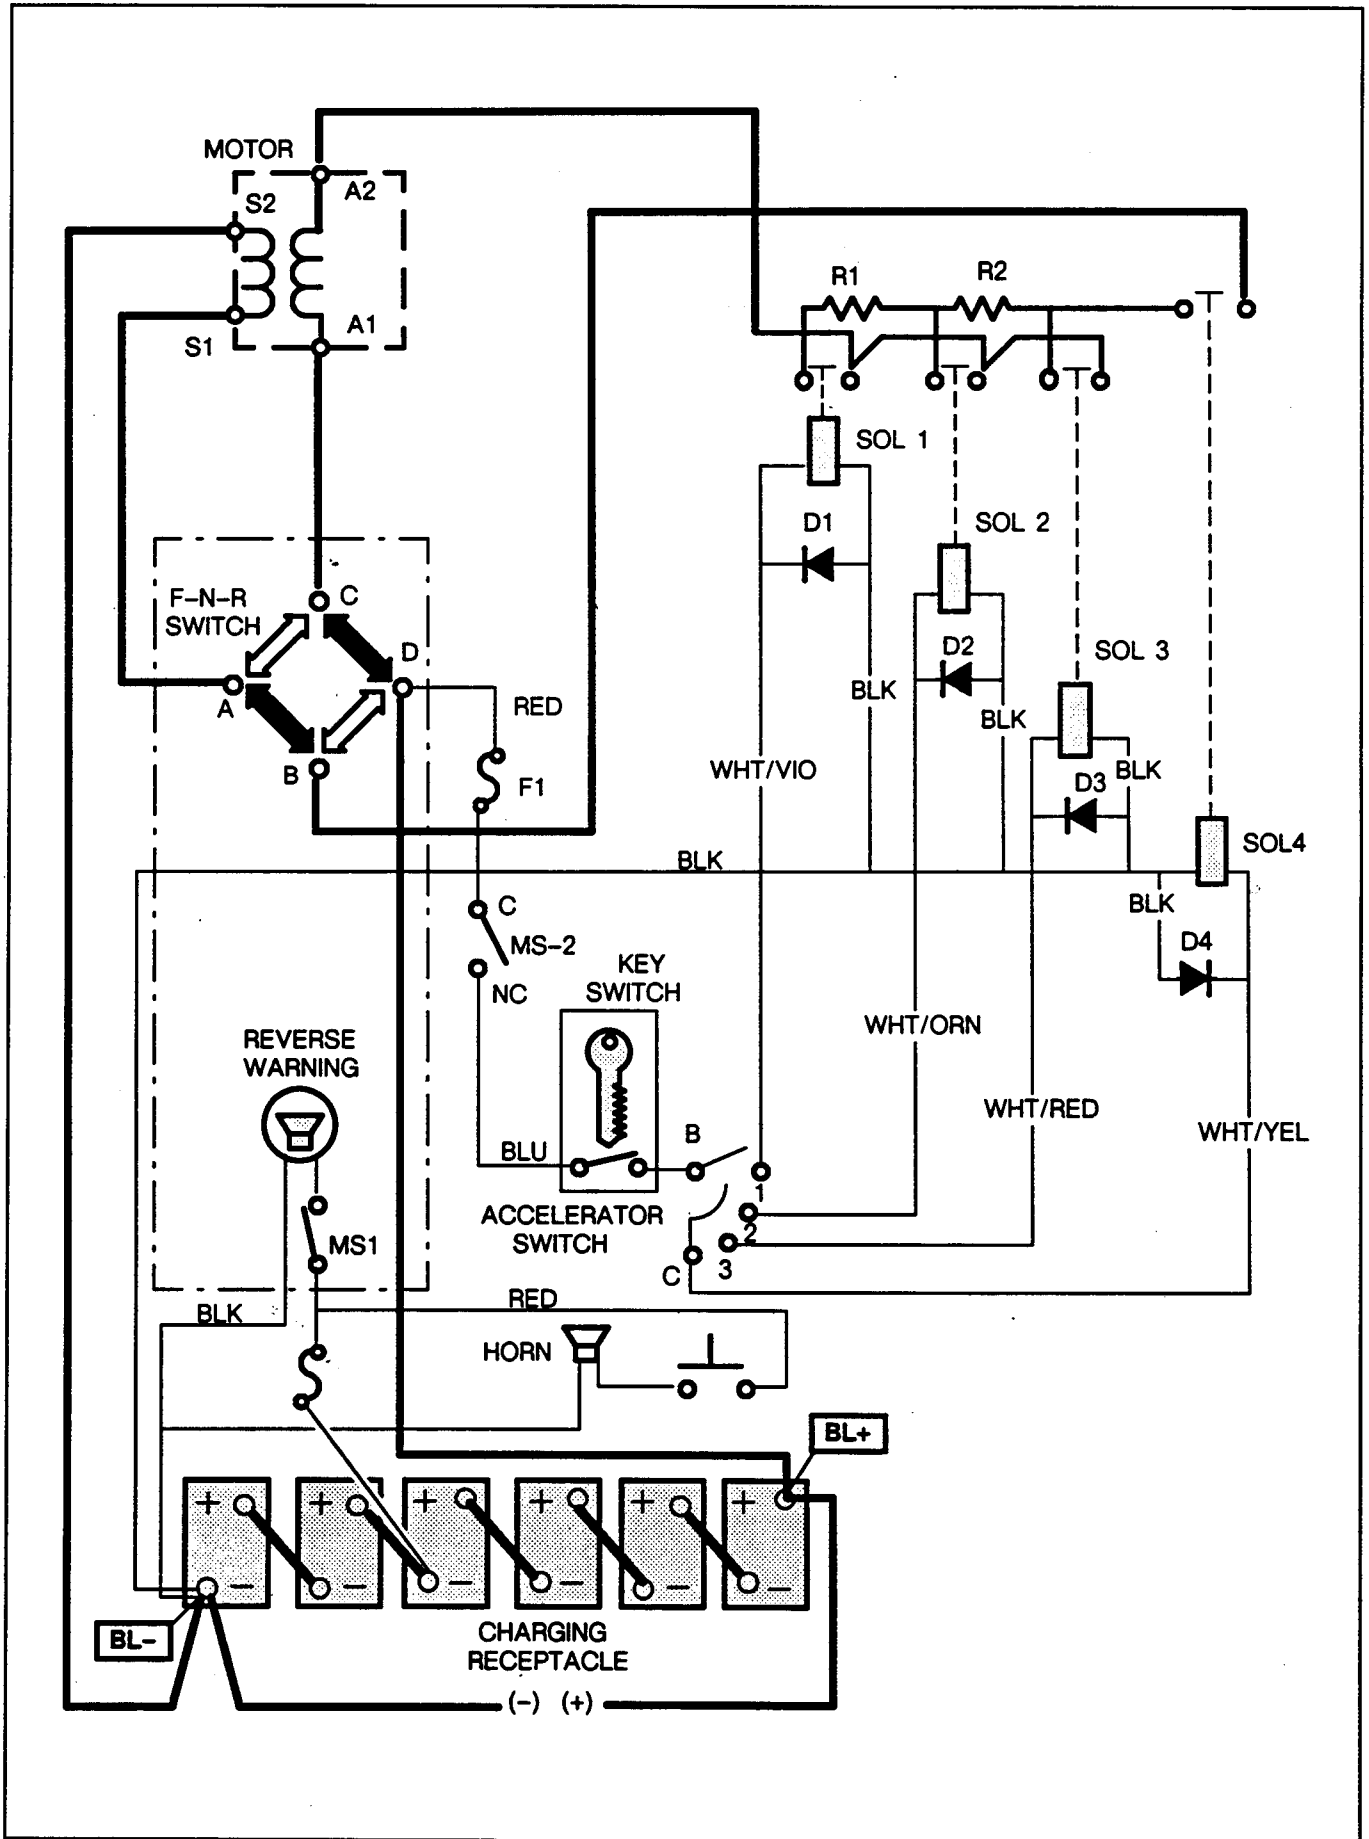 MOTOR
S2
A2
R1
R2
A1
S1
SOL 1
D1
SOL 2
F-N-R
SWITCH
C
D
A
B
RED
F1
D2
SOL 3
BLK
BLK
WHT/VIO
D3
BLK
BLK
SOL4
C
MS-2
NC
BLK
D4
KEY
SWITCH
WHT/ORN
REVERSE
WARNING
WHT/RED
WHT/YEL
BLU
B
1
2
3
C
ACCELERATOR
SWITCH
MS1
BLK
RED
HORN
BL+
+
+
+
+
+
+
−
−
−
−
−
−
BL-
CHARGING
RECEPTACLE
(-) (+)